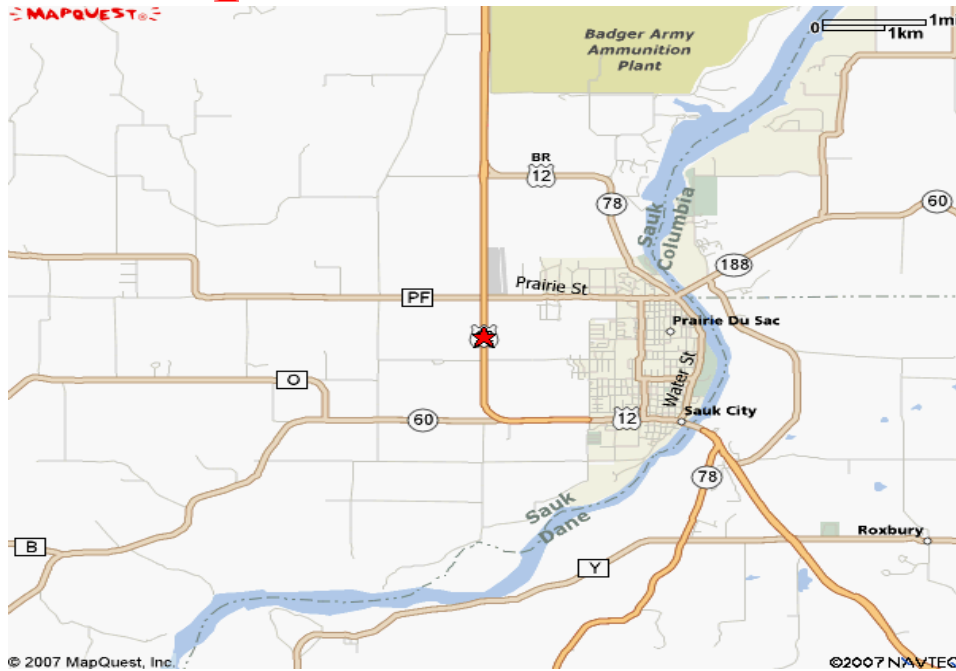 MAPQUEST®
0 1mi
1km
Badger Army
Ammunition
Plant
BR
12
78
60
Sauk
Columbia
188
Prairie St
PF
Prairie Du Sac
Water St
O
60
12
Sauk City
78
Sauk
Dane
Roxbury
B
Y
© 2007 MapQuest, Inc.
©2007 NAVTEQ